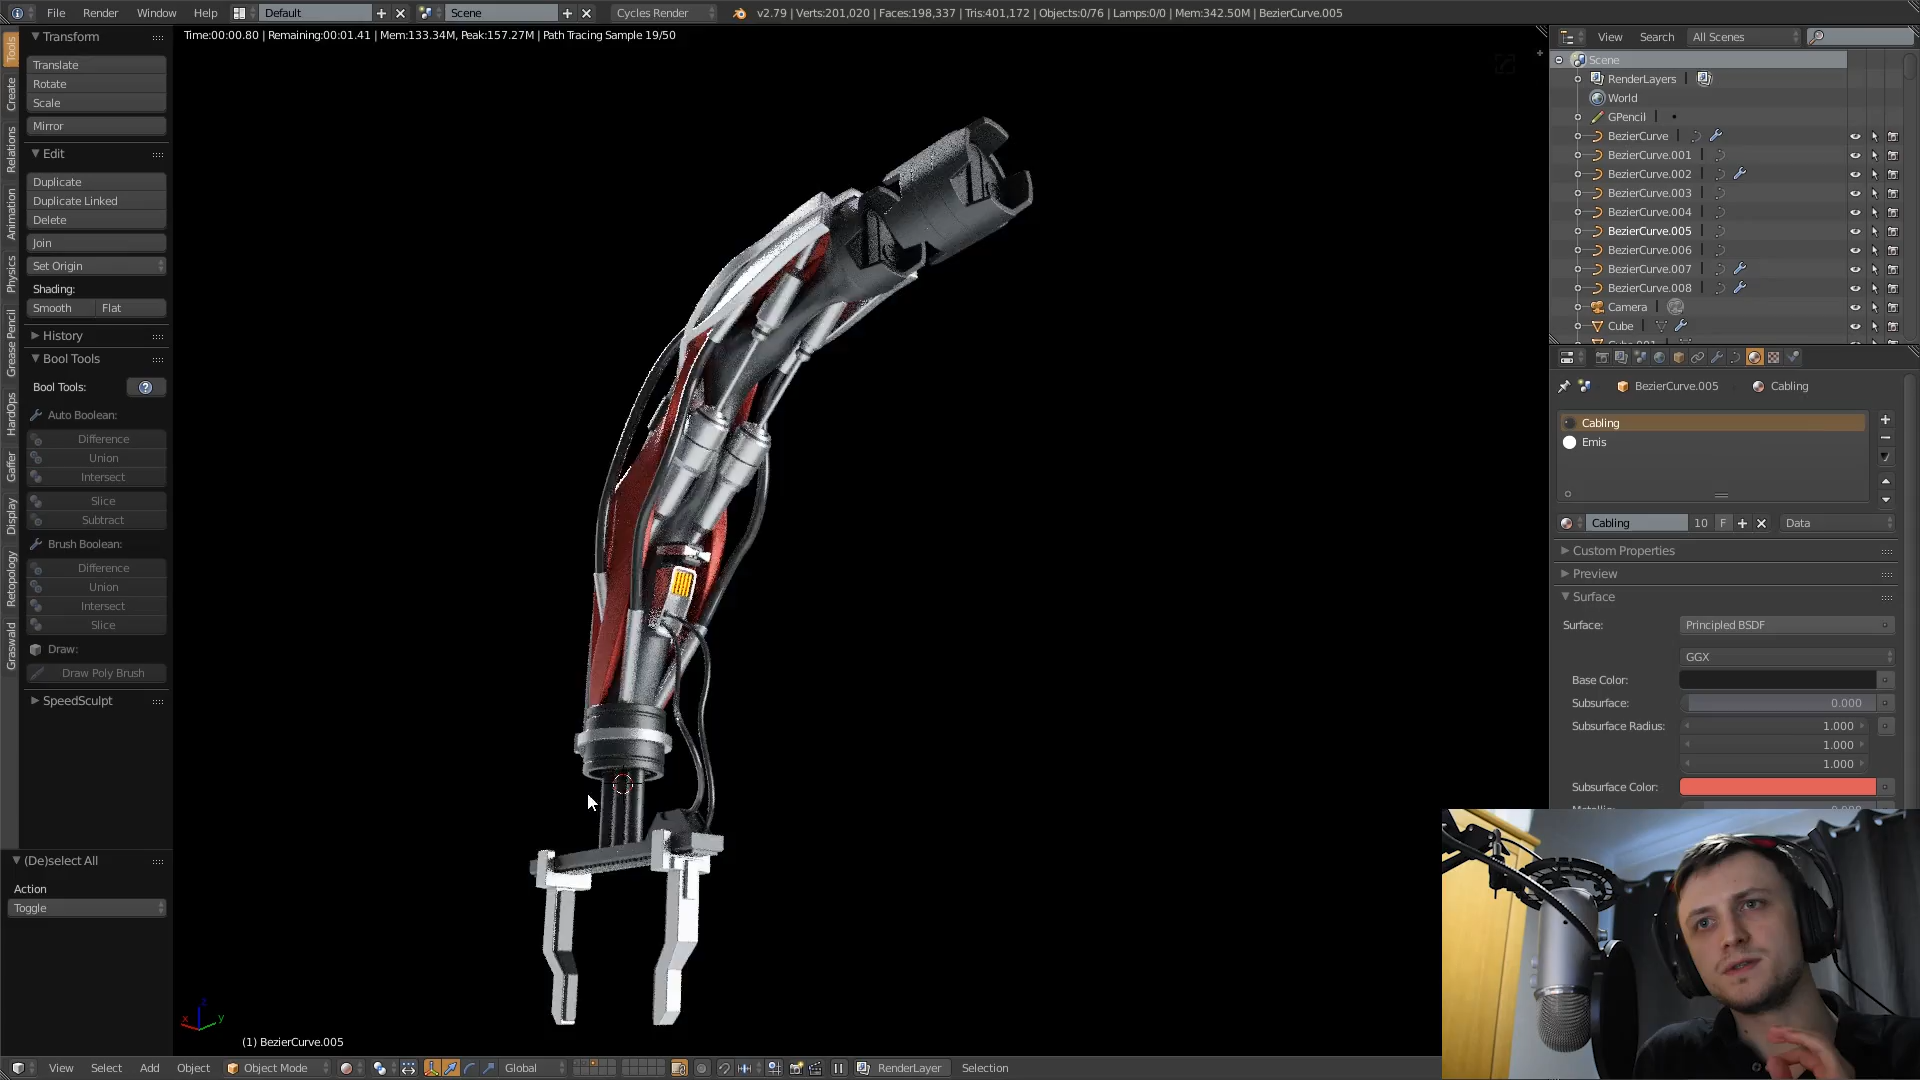 File Render Window Help Default Scene Cycles Render v2.79 | Verts:201,020 | Faces:198,337 | Tris:401,172 | Objects:0/76 | Lamps:0/0 | Mem:342.50M | BezierCurve.005
Time:00:00.80 | Remaining:00:01.41 | Mem:133.34M, Peak:157.27M | Path Tracing Sample 19/50
Tools
Create
Relations
Animation
Physics
Grease Pencil
HardOps
Gaffer
Display
Retopology
Graswald
Transform
Translate
Rotate
Scale
Mirror
Edit
Duplicate
Duplicate Linked
Delete
Join
Set Origin
Shading:
Smooth Flat
History
Bool Tools
Bool Tools:
Auto Boolean:
Difference
Union
Intersect
Slice
Subtract
Brush Boolean:
Difference
Union
Intersect
Slice
Draw:
Draw Poly Brush
SpeedSculpt
(De)select All
Action
Toggle
z
x y
(1) BezierCurve.005
View Select Add Object Object Mode Global RenderLayer Selection
View Search All Scenes
Scene
RenderLayers |
World
GPencil |
BezierCurve |
BezierCurve.001 |
BezierCurve.002 |
BezierCurve.003 |
BezierCurve.004 |
BezierCurve.005 |
BezierCurve.006 |
BezierCurve.007 |
BezierCurve.008 |
Camera |
Cube |
BezierCurve.005 Cabling
Cabling
Emis
Cabling 10 F Data
Custom Properties
Preview
Surface
Surface: Principled BSDF
GGX
Base Color:
Subsurface: 0.000
Subsurface Radius: 1.000
1.000
1.000
Subsurface Color: